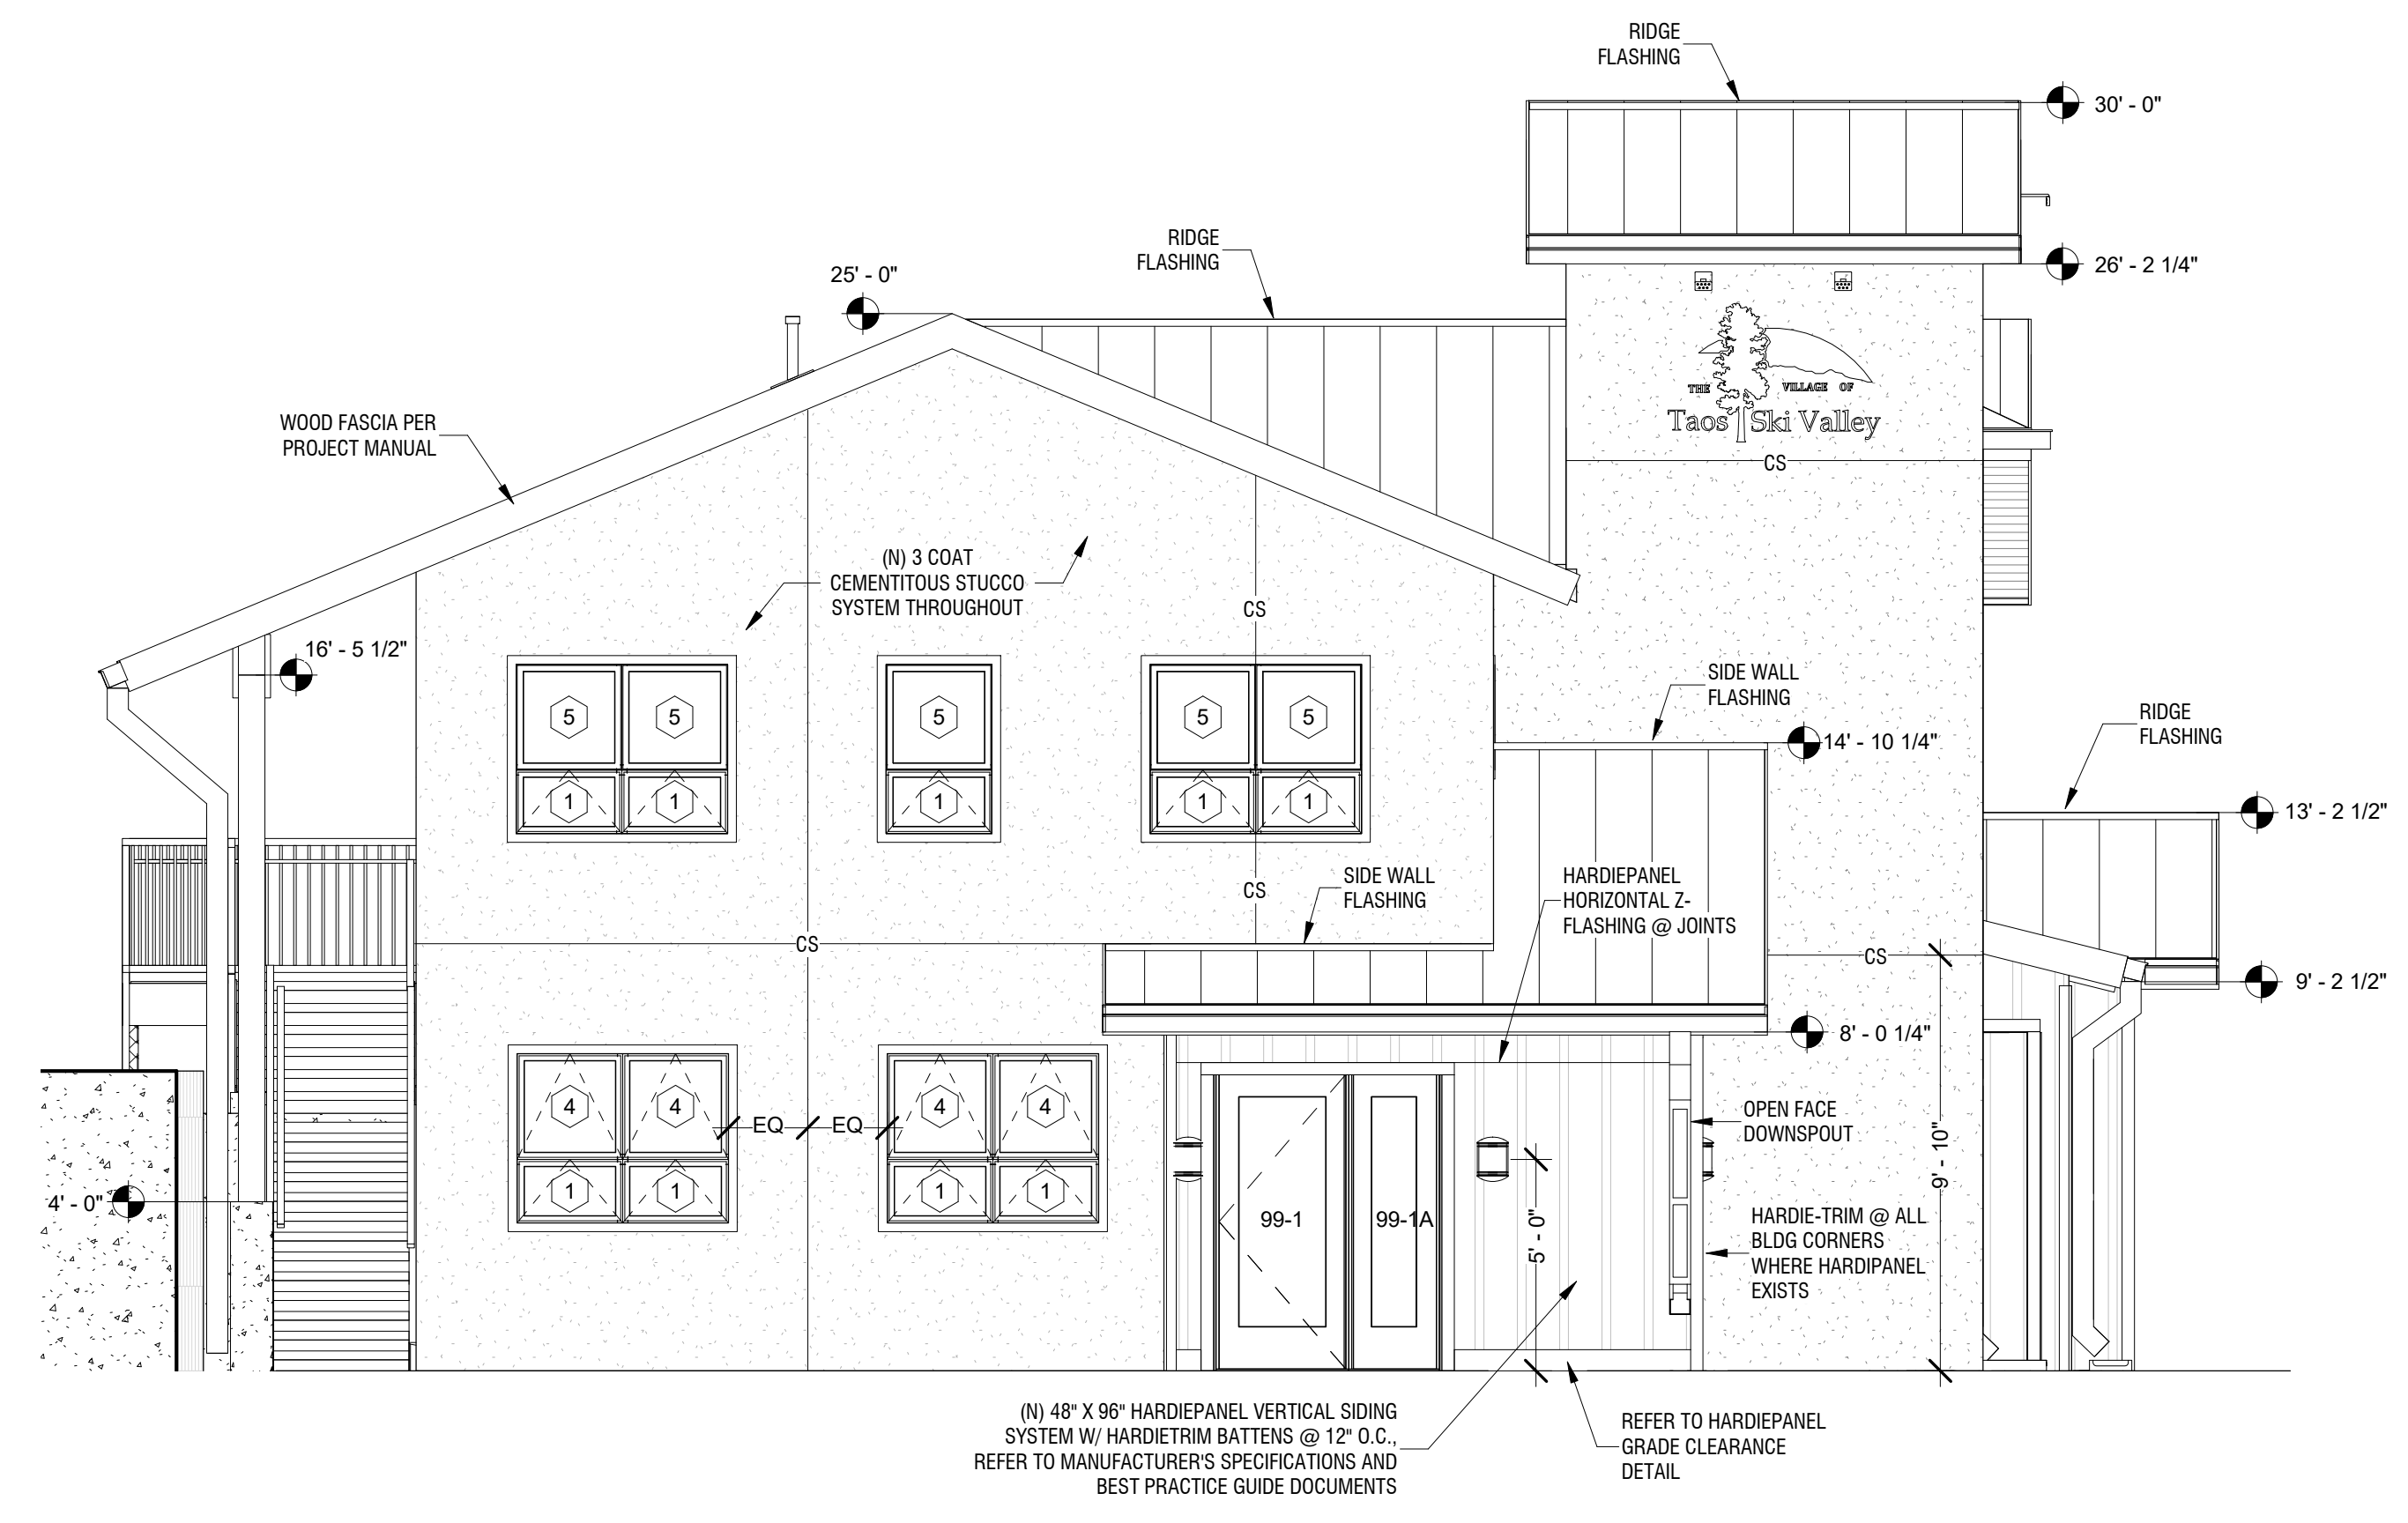 RIDGE
FLASHING
30' - 0"
RIDGE
FLASHING
26' - 2 1/4"
25' - 0"
THE VILLAGE OF
Taos Ski Valley
WOOD FASCIA PER
PROJECT MANUAL
CS
(N) 3 COAT
CEMENTITOUS STUCCO
SYSTEM THROUGHOUT
CS
16' - 5 1/2"
SIDE WALL
FLASHING
RIDGE
FLASHING
5 5 5 5 5
14' - 10 1/4"
1 1 1 1 1
13' - 2 1/2"
SIDE WALL
FLASHING
HARDIEPANEL
HORIZONTAL Z-
FLASHING @ JOINTS
CS
CS
CS
9' - 2 1/2"
8' - 0 1/4"
4 4 4 4
EQ EQ
OPEN FACE
DOWNSPOUT
9' - 10"
1 1 1 1
4' - 0"
99-1
99-1A
5' - 0"
HARDIE-TRIM @ ALL
BLDG CORNERS
WHERE HARDIPANEL
EXISTS
(N) 48" X 96" HARDIEPANEL VERTICAL SIDING
SYSTEM W/ HARDIETRIM BATTENS @ 12" O.C.,
REFER TO MANUFACTURER'S SPECIFICATIONS AND
BEST PRACTICE GUIDE DOCUMENTS
REFER TO HARDIEPANEL
GRADE CLEARANCE
DETAIL